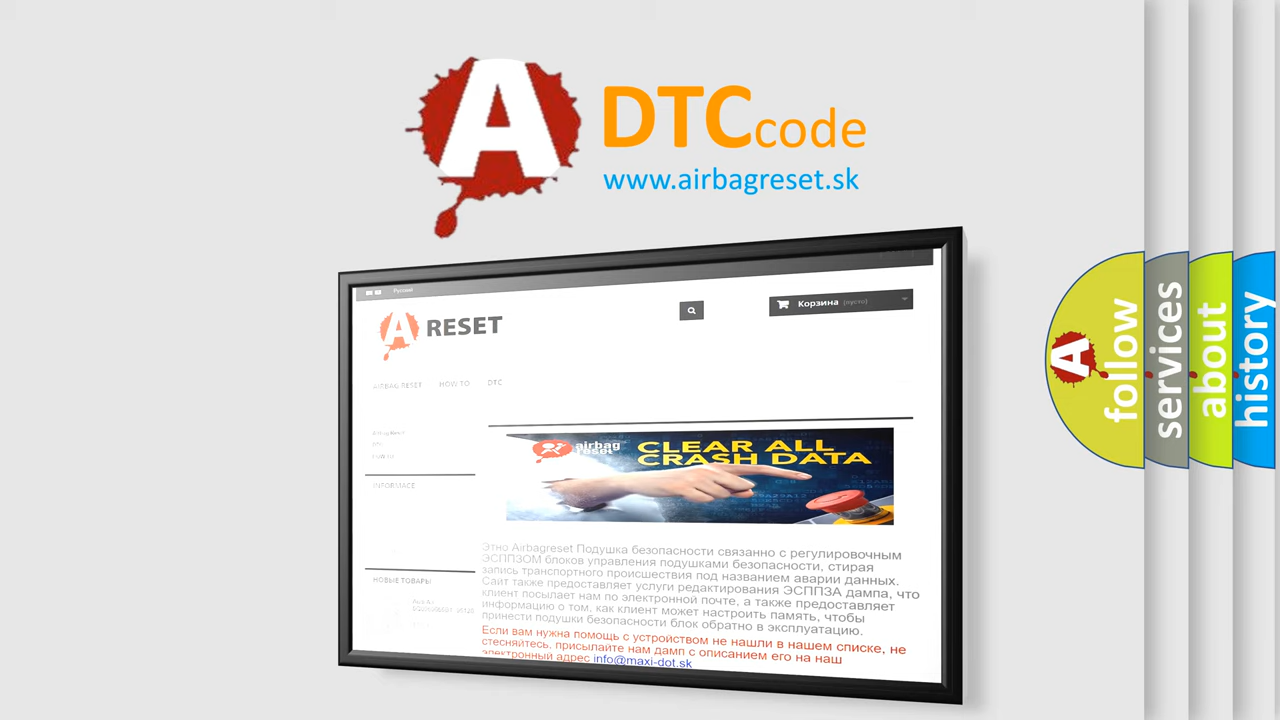 A
DTCcode
www.airbagreset.sk
Русский
A RESET
Корзина (пусто)
AIRBAG RESET HOW TO DTC
INFORMACE
airbag
reset
CLEAR ALL
CRASH DATA
Этно Airbagreset Подушка безопасности связанно с регулировочным
ЭСППЗОМ блоков управления подушками безопасности, стирая
запись транспортного происшествия под названием аварии данных.
Сайт также предоставляет услуги редактирования ЭСППЗА дампа, что
клиент посылает нам по электронной почте, а также предоставляет
информацию о том, как клиент может настроить память, чтобы
принести подушки безопасности блок обратно в эксплуатацию.
Если вам нужна помощь с устройством не нашли в нашем списке, не
стесняйтесь, присылайте нам дамп с описанием его на наш
электронный адрес info@maxi-dot.sk
НОВЫЕ ТОВАРЫ
A
follow
services
about
history